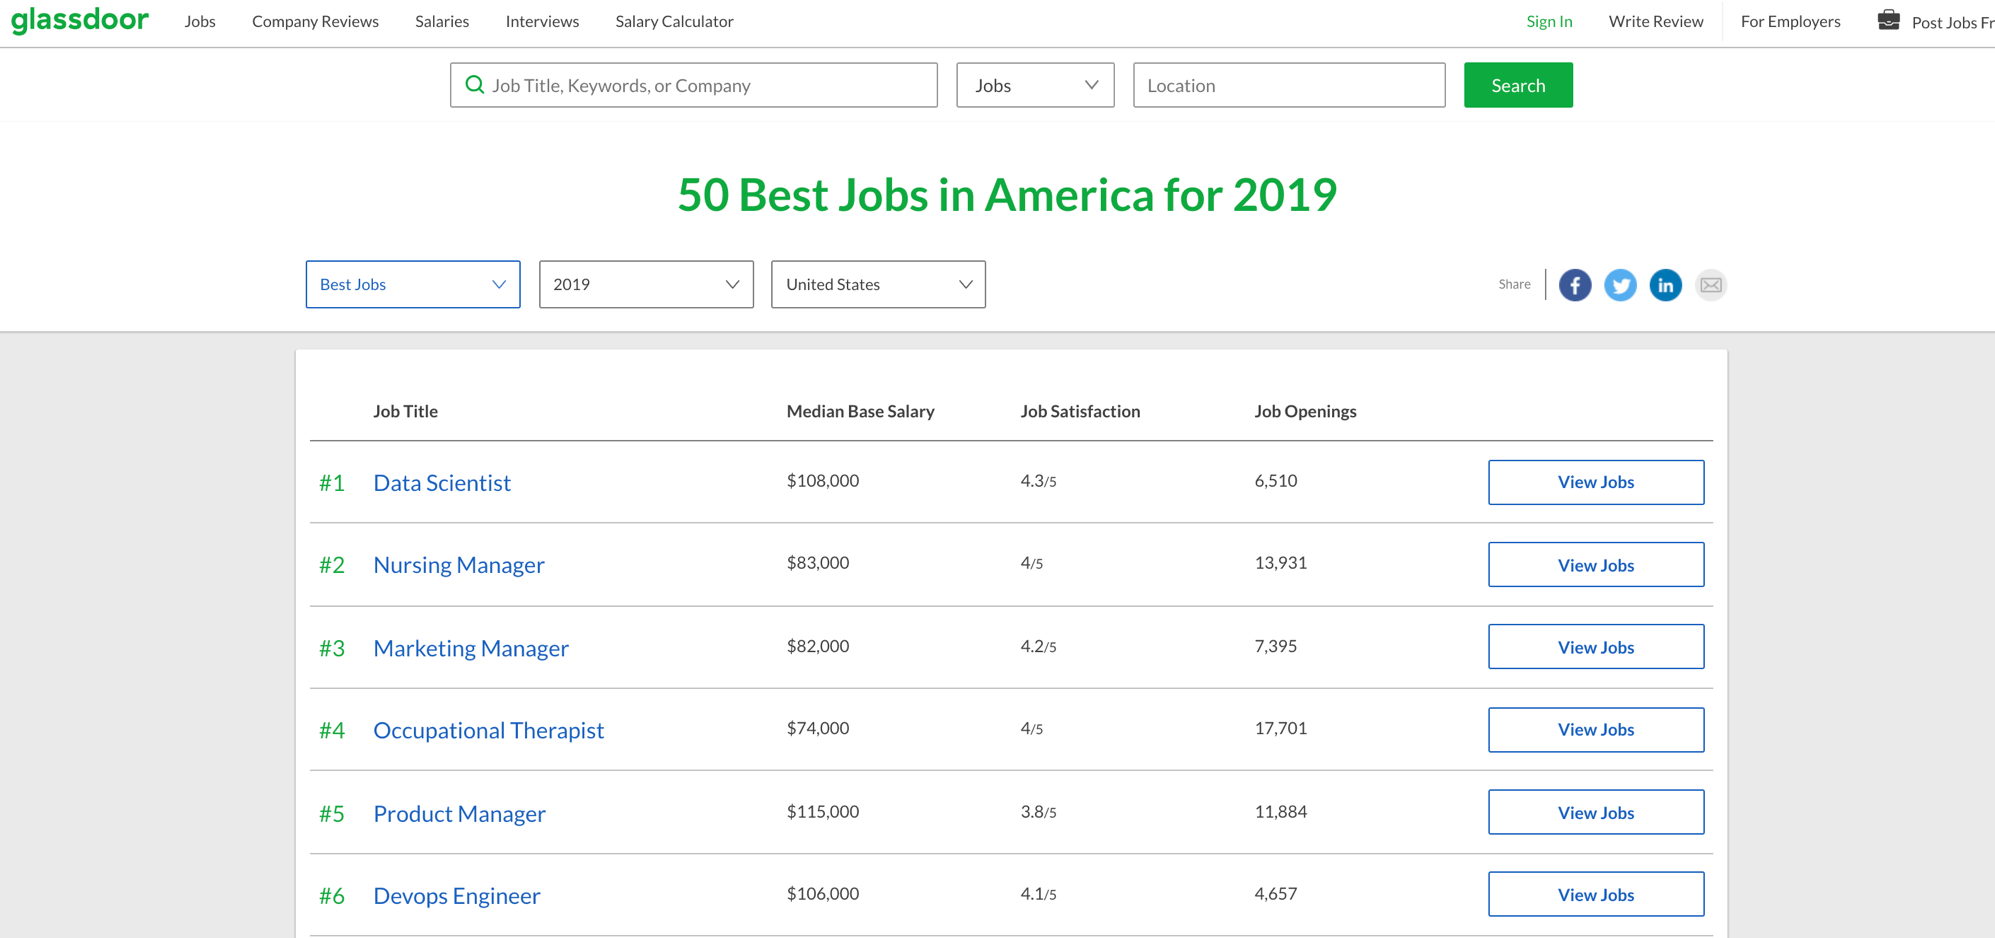 glassdoor Jobs Company Reviews Salaries Interviews Salary Calculator Sign In Write Review For Employers Post Jobs Fr
Job Title, Keywords, or Company Jobs Location Search
50 Best Jobs in America for 2019
Best Jobs 2019 United States Share
Job Title Median Base Salary Job Satisfaction Job Openings
#1 Data Scientist $108,000 4.3/5 6,510 View Jobs
#2 Nursing Manager $83,000 4/5 13,931 View Jobs
#3 Marketing Manager $82,000 4.2/5 7,395 View Jobs
#4 Occupational Therapist $74,000 4/5 17,701 View Jobs
#5 Product Manager $115,000 3.8/5 11,884 View Jobs
#6 Devops Engineer $106,000 4.1/5 4,657 View Jobs